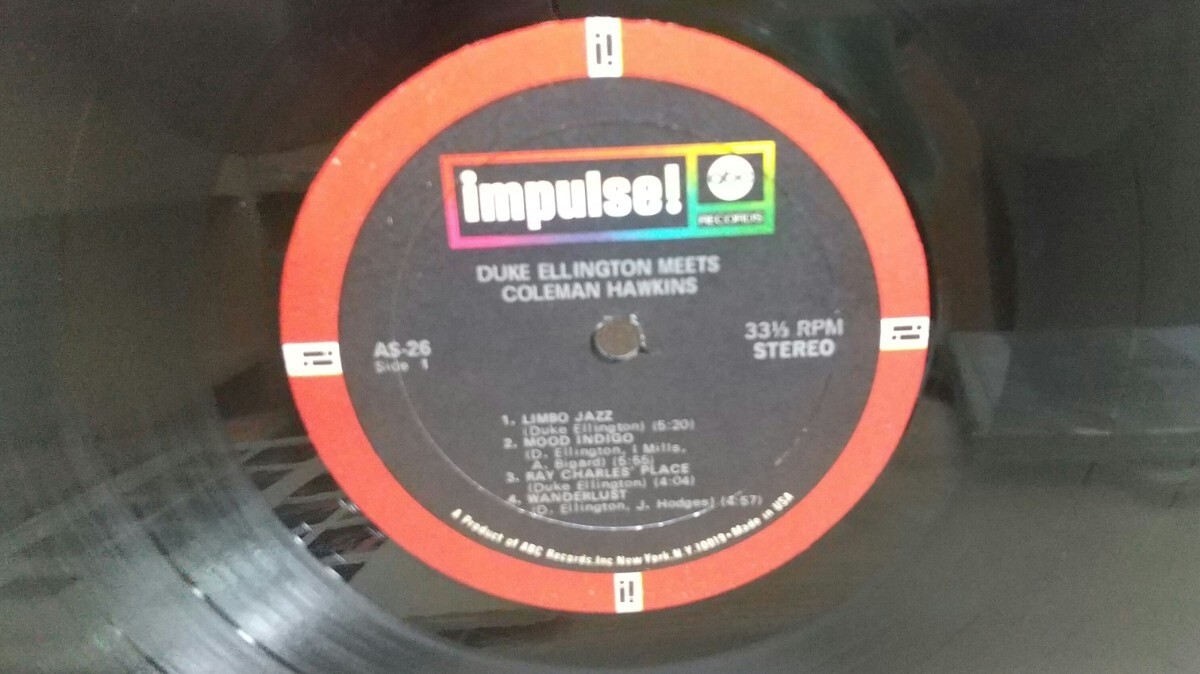 i!
impulse!
abc
RECORDS
DUKE ELLINGTON MEETS
COLEMAN HAWKINS
AS-26
Side 1
33⅓ RPM
STEREO
i!
i!
1. LIMBO JAZZ
(Duke Ellington) (5:20)
2. MOOD INDIGO
(D. Ellington, I Mills,
A. Bigard) (5:55)
3. RAY CHARLES' PLACE
(Duke Ellington) (4:04)
4. WANDERLUST
(D. Ellington, J. Hodges) (4:57)
A Product of ABC Records, Inc New York, N.Y. 10019 • Made in USA
i!